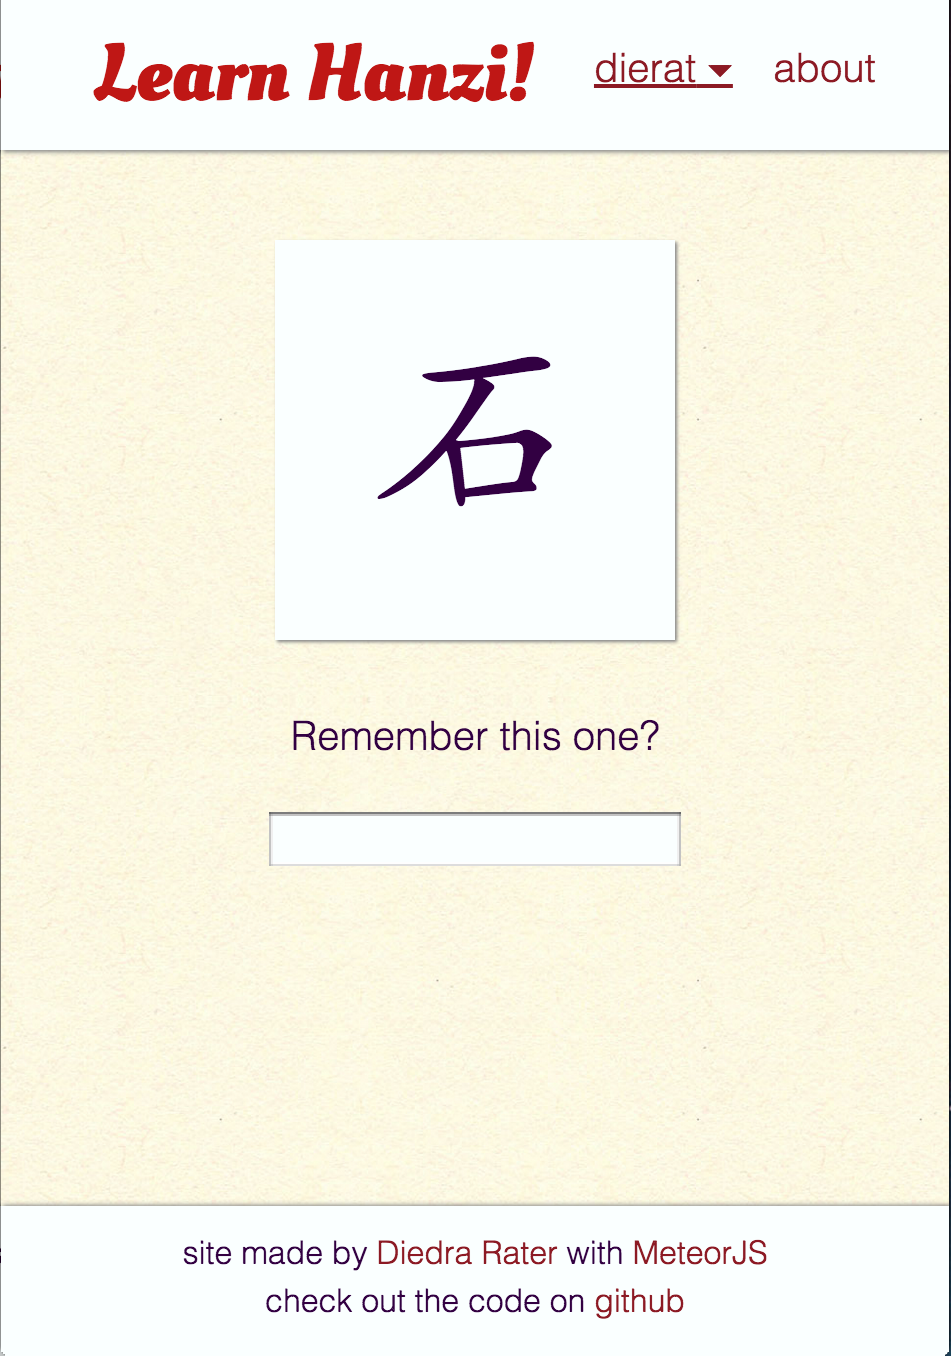 Learn Hanzi!
dierat
about
石
Remember this one?
site made by Diedra Rater with MeteorJS
check out the code on github